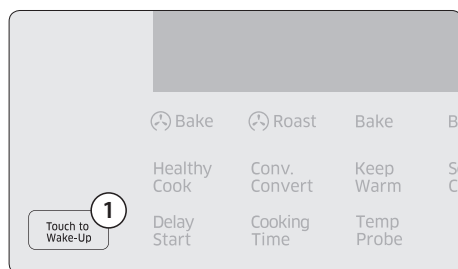 Bake
Roast
Bake
B
Healthy
Cook
Conv.
Convert
Keep
Warm
S
C
Touch to
Wake-Up
1
Delay
Start
Cooking
Time
Temp
Probe